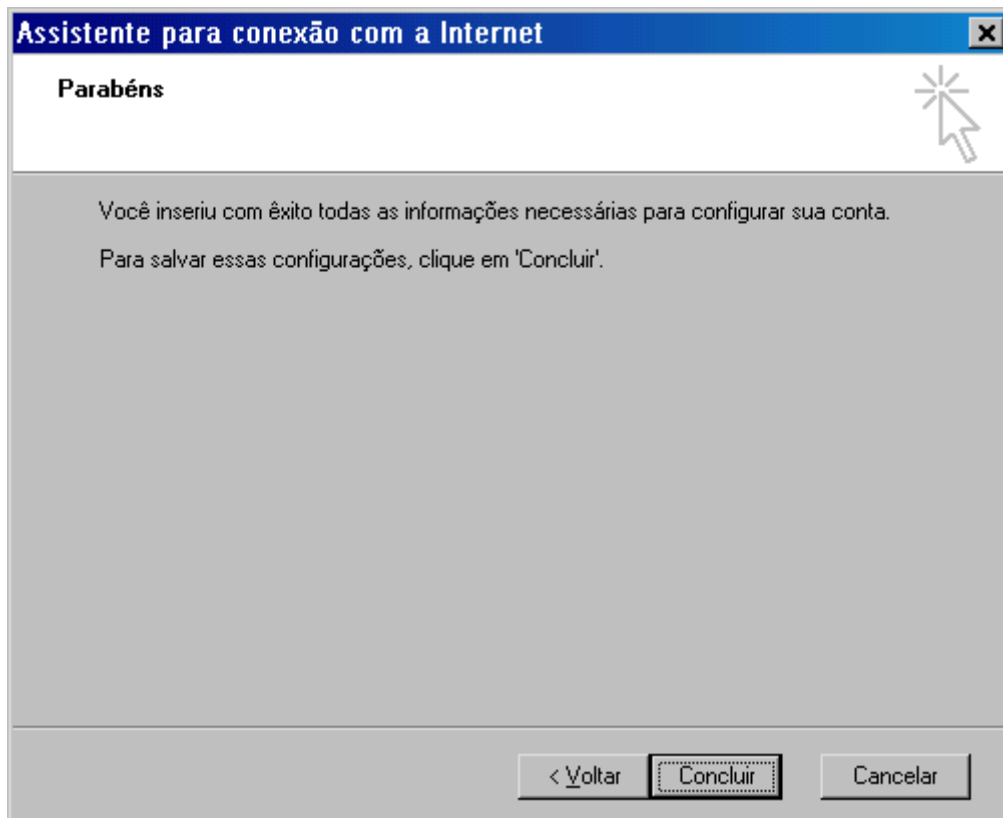 Assistente para conexão com a Internet
Parabéns
Você inseriu com êxito todas as informações necessárias para configurar sua conta.
Para salvar essas configurações, clique em 'Concluir'.
< Voltar Concluir Cancelar